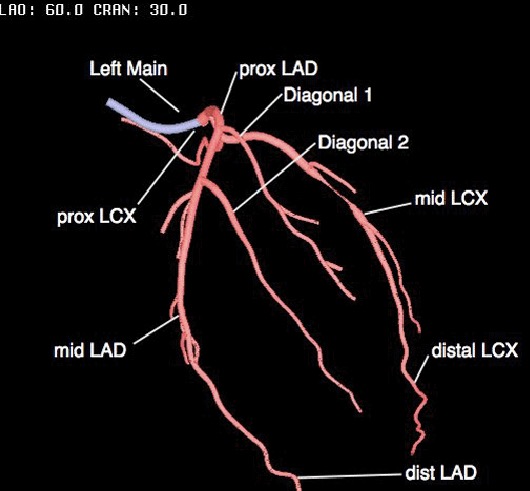 LAO: 60.0 CRAN: 30.0
Left Main
prox LAD
Diagonal 1
Diagonal 2
mid LCX
prox LCX
mid LAD
distal LCX
dist LAD